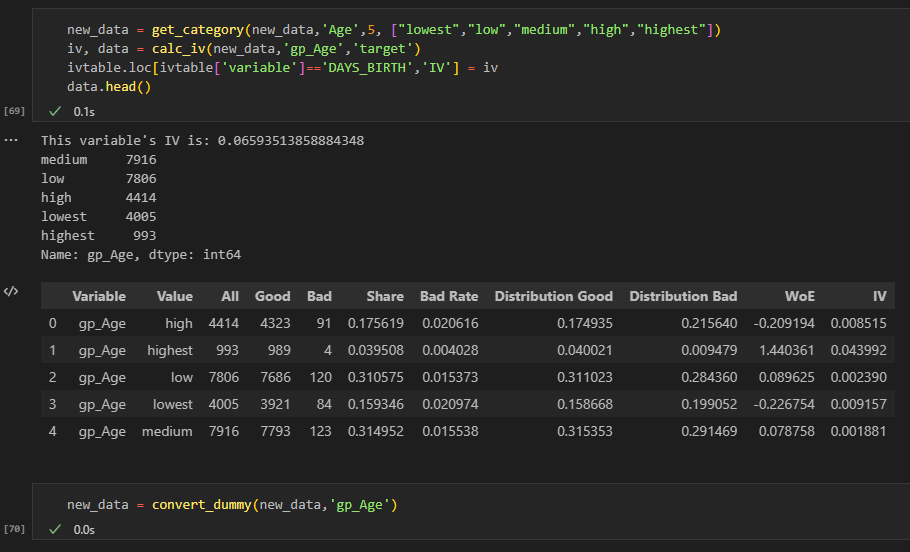 new_data = get_category(new_data,'Age',5, ["lowest","low","medium","high","highest"])
iv, data = calc_iv(new_data,'gp_Age','target')
ivtable.loc[ivtable['variable']=='DAYS_BIRTH','IV'] = iv
data.head()
[69] ✓ 0.1s
... This variable's IV is: 0.06593513858884348
medium 7916
low 7806
high 4414
lowest 4005
highest 993
Name: gp_Age, dtype: int64
</> Variable Value All Good Bad Share Bad Rate Distribution Good Distribution Bad WoE IV
0 gp_Age high 4414 4323 91 0.175619 0.020616 0.174935 0.215640 -0.209194 0.008515
1 gp_Age highest 993 989 4 0.039508 0.004028 0.040021 0.009479 1.440361 0.043992
2 gp_Age low 7806 7686 120 0.310575 0.015373 0.311023 0.284360 0.089625 0.002390
3 gp_Age lowest 4005 3921 84 0.159346 0.020974 0.158668 0.199052 -0.226754 0.009157
4 gp_Age medium 7916 7793 123 0.314952 0.015538 0.315353 0.291469 0.078758 0.001881
new_data = convert_dummy(new_data,'gp_Age')
[70] ✓ 0.0s